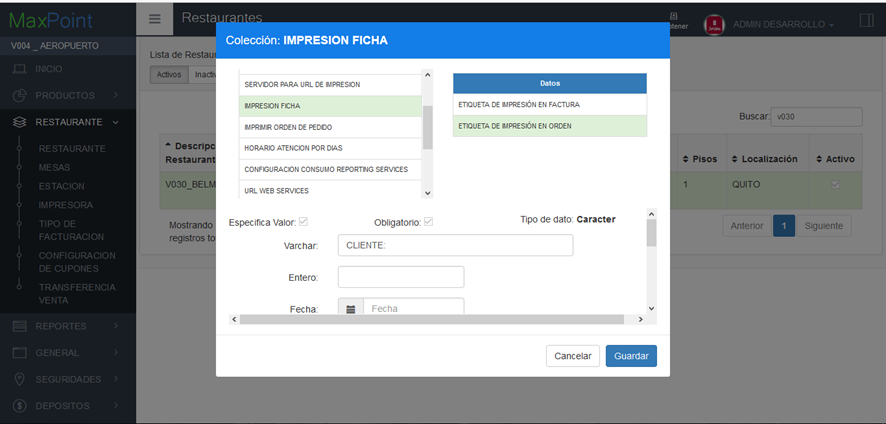 MaxPoint
Restaurantes
ADMIN DESARROLLO
V004 _ AEROPUERTO
INICIO
PRODUCTOS
RESTAURANTE
RESTAURANTE
MESAS
ESTACION
IMPRESORA
TIPO DE
FACTURACION
CONFIGURACION
DE CUPONES
TRANSFERENCIA
VENTA
REPORTES
GENERAL
SEGURIDADES
DEPOSITOS
Lista de Restau
Activos Inacti
Buscar: v030
Descripc
Restauran
Pisos Localización Activo
V030_BELM
1 QUITO
Mostrando
registros to
Anterior 1 Siguiente
Colección: IMPRESION FICHA
SERVIDOR PARA URL DE IMPRESION
IMPRESION FICHA
IMPRIMIR ORDEN DE PEDIDO
HORARIO ATENCION POR DIAS
CONFIGURACION CONSUMO REPORTING SERVICES
URL WEB SERVICES
Datos
ETIQUETA DE IMPRESIÓN EN FACTURA
ETIQUETA DE IMPRESIÓN EN ORDEN
Especifica Valor: Obligatorio: Tipo de dato: Caracter
Varchar: CLIENTE:
Entero:
Fecha: Fecha
Cancelar Guardar